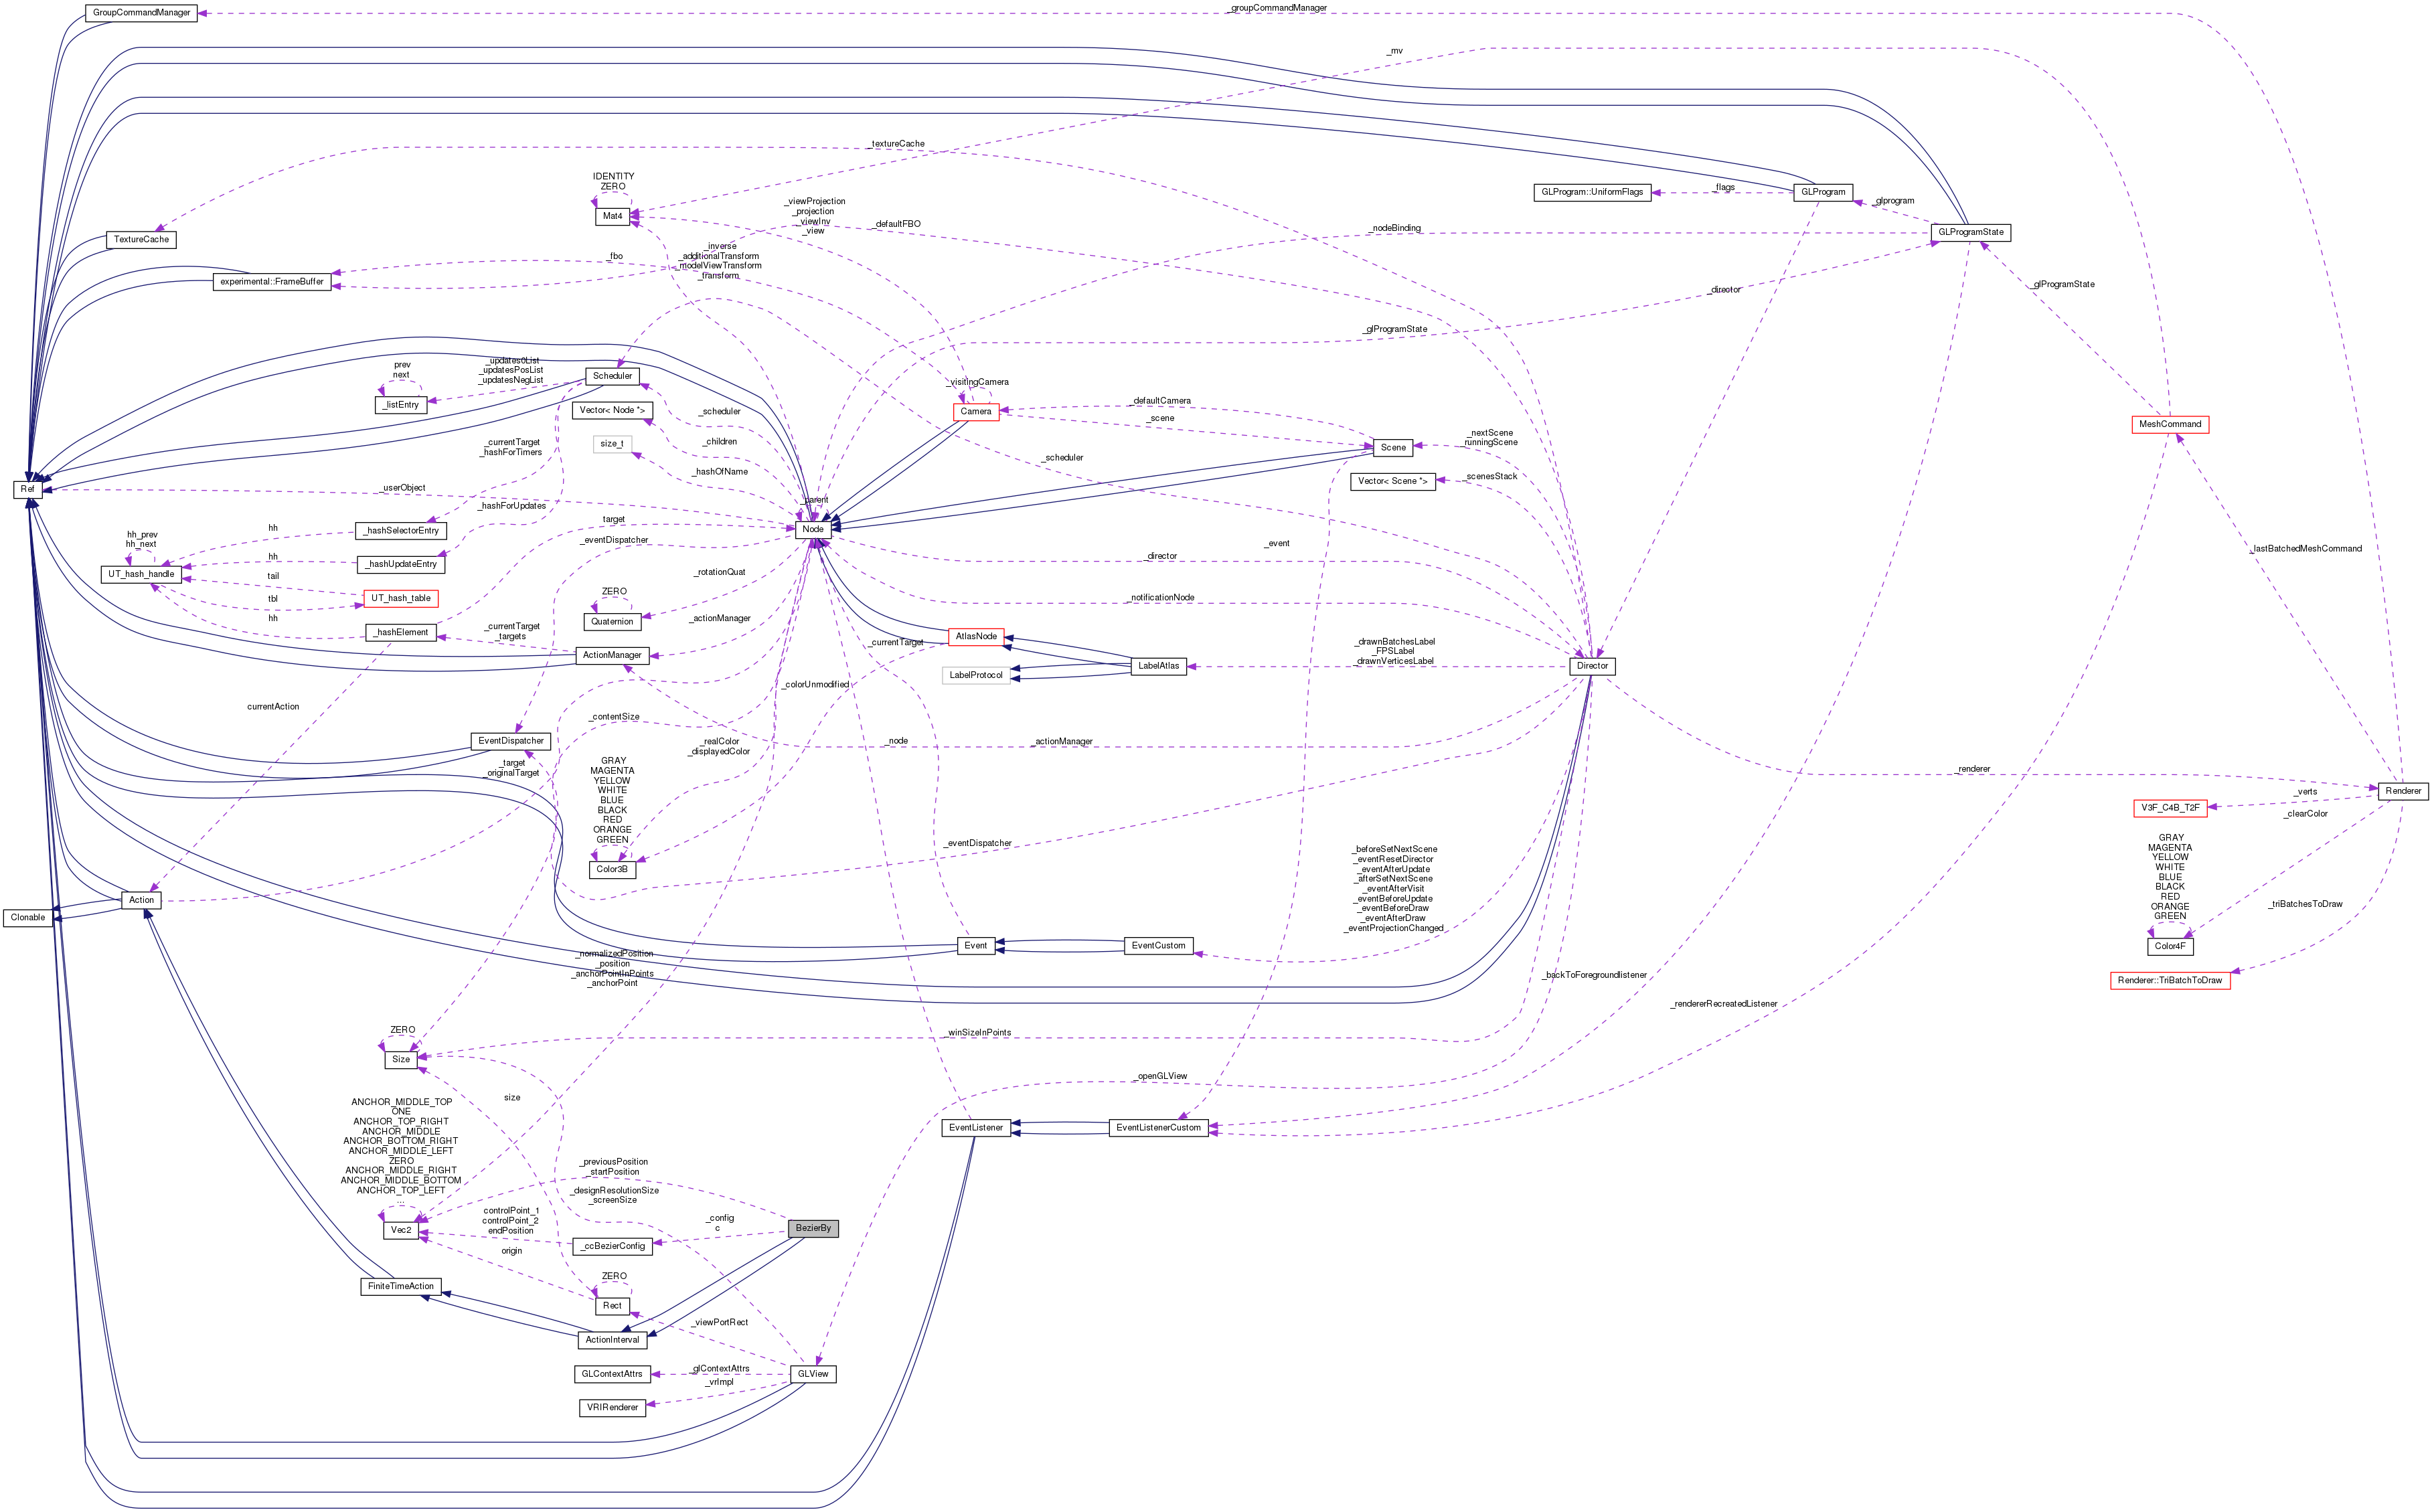 GroupCommandManager
_groupCommandManager
_mv
_textureCache
IDENTITY
ZERO
Mat4
GLProgram::UniformFlags
_flags
GLProgram
_glprogram
_viewProjection
_projection
_viewInv
_view
_defaultFBO
_nodeBinding
GLProgramState
TextureCache
_inverse
_additionalTransform
_modelViewTransform
_transform
_fbo
experimental::FrameBuffer
_glProgramState
_director
_glProgramState
_updates0List
_updatesPosList
_updatesNegList
prev
next
_listEntry
Scheduler
_visitingCamera
Camera
_defaultCamera
_scene
Vector< Node *>
_scheduler
_children
size_t
_hashOfName
MeshCommand
_nextScene
_runningScene
Scene
_currentTarget
_hashForTimers
_scheduler
_scenesStack
Vector< Scene *>
Ref
_userObject
_parent
_hashForUpdates
Node
_hashSelectorEntry
hh
target
_eventDispatcher
_event
_director
_lastBatchedMeshCommand
hh_prev
hh_next
UT_hash_handle
hh
_hashUpdateEntry
tail
tbl
UT_hash_table
hh
_hashElement
_rotationQuat
ZERO
Quaternion
_notificationNode
_actionManager
_currentTarget
_targets
ActionManager
_currentTarget
AtlasNode
LabelProtocol
LabelAtlas
_drawnBatchesLabel
_FPSLabel
_drawnVerticesLabel
Director
_colorUnmodified
currentAction
_contentSize
EventDispatcher
_realColor
_displayedColor
_node
_actionManager
_renderer
_target
_originalTarget
GRAY
MAGENTA
YELLOW
WHITE
BLUE
BLACK
RED
ORANGE
GREEN
Color3B
Renderer
_verts
V3F_C4B_T2F
_clearColor
_eventDispatcher
_beforeSetNextScene
_eventResetDirector
_eventAfterUpdate
_afterSetNextScene
_eventAfterVisit
_eventBeforeUpdate
_eventBeforeDraw
_eventAfterDraw
_eventProjectionChanged
GRAY
MAGENTA
YELLOW
WHITE
BLUE
BLACK
RED
ORANGE
GREEN
Color4F
_triBatchesToDraw
Renderer::TriBatchToDraw
Action
Clonable
Event
EventCustom
_normalizedPosition
_position
_anchorPointInPoints
_anchorPoint
_backToForegroundlistener
_rendererRecreatedListener
ZERO
Size
_winSizeInPoints
_openGLView
size
ANCHOR_MIDDLE_TOP
ONE
ANCHOR_TOP_RIGHT
ANCHOR_MIDDLE
ANCHOR_BOTTOM_RIGHT
ANCHOR_MIDDLE_LEFT
ZERO
ANCHOR_MIDDLE_RIGHT
ANCHOR_MIDDLE_BOTTOM
ANCHOR_TOP_LEFT
...
Vec2
EventListener
EventListenerCustom
_previousPosition
_startPosition
_designResolutionSize
_screenSize
controlPoint_1
controlPoint_2
endPosition
_config
c
BezierBy
_ccBezierConfig
origin
FiniteTimeAction
ZERO
Rect
_viewPortRect
ActionInterval
GLContextAttrs
_glContextAttrs
_vrImpl
GLView
VRIRenderer